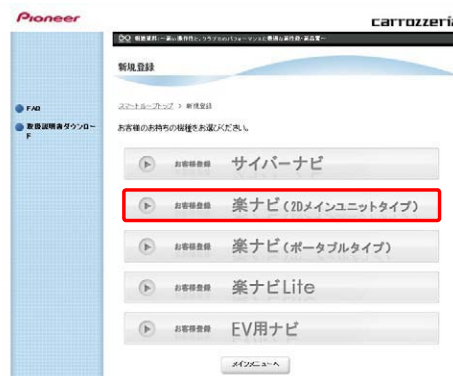 Pioneer
carrozzeria
新規登録
スマートループトップ > 新規登録
お客様のお持ちの機種をお選びください。
FAQ
取扱説明書ダウンロー
ド
お客様登録 サイバーナビ
お客様登録 楽ナビ(2Dメインユニットタイプ)
お客様登録 楽ナビ(ポータブルタイプ)
お客様登録 楽ナビLite
お客様登録 EV用ナビ
メインメニューへ